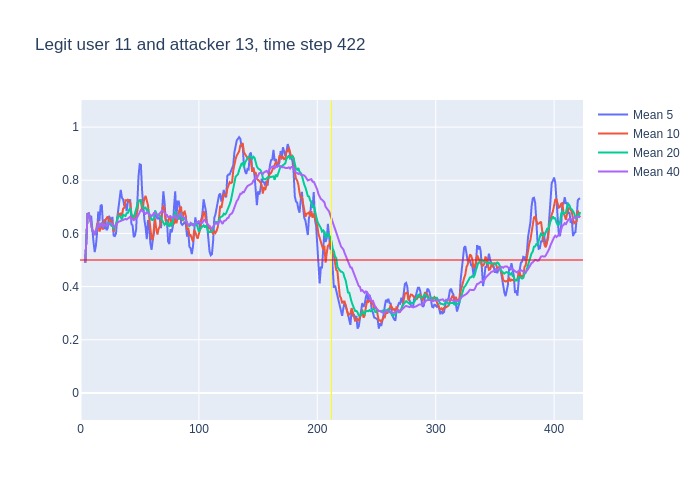 Legit user 11 and attacker 13, time step 422
Mean 5
Mean 10
Mean 20
Mean 40
1
0.8
0.6
0.4
0.2
0
0 100 200 300 400